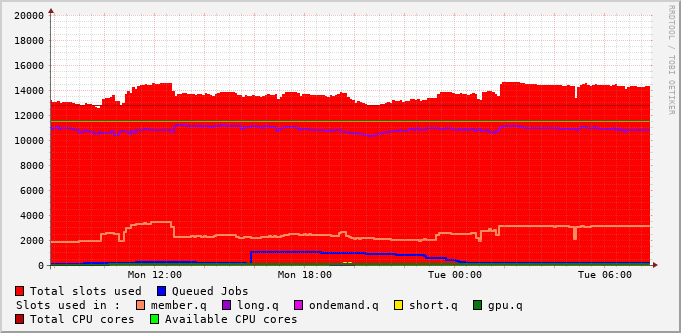 20000
18000
16000
14000
12000
10000
8000
6000
4000
2000
0
Mon 12:00 Mon 18:00 Tue 00:00 Tue 06:00
RRDTOOL / TOBI OETIKER
Total slots used Queued Jobs
Slots used in : member.q long.q ondemand.q short.q gpu.q
Total CPU cores Available CPU cores